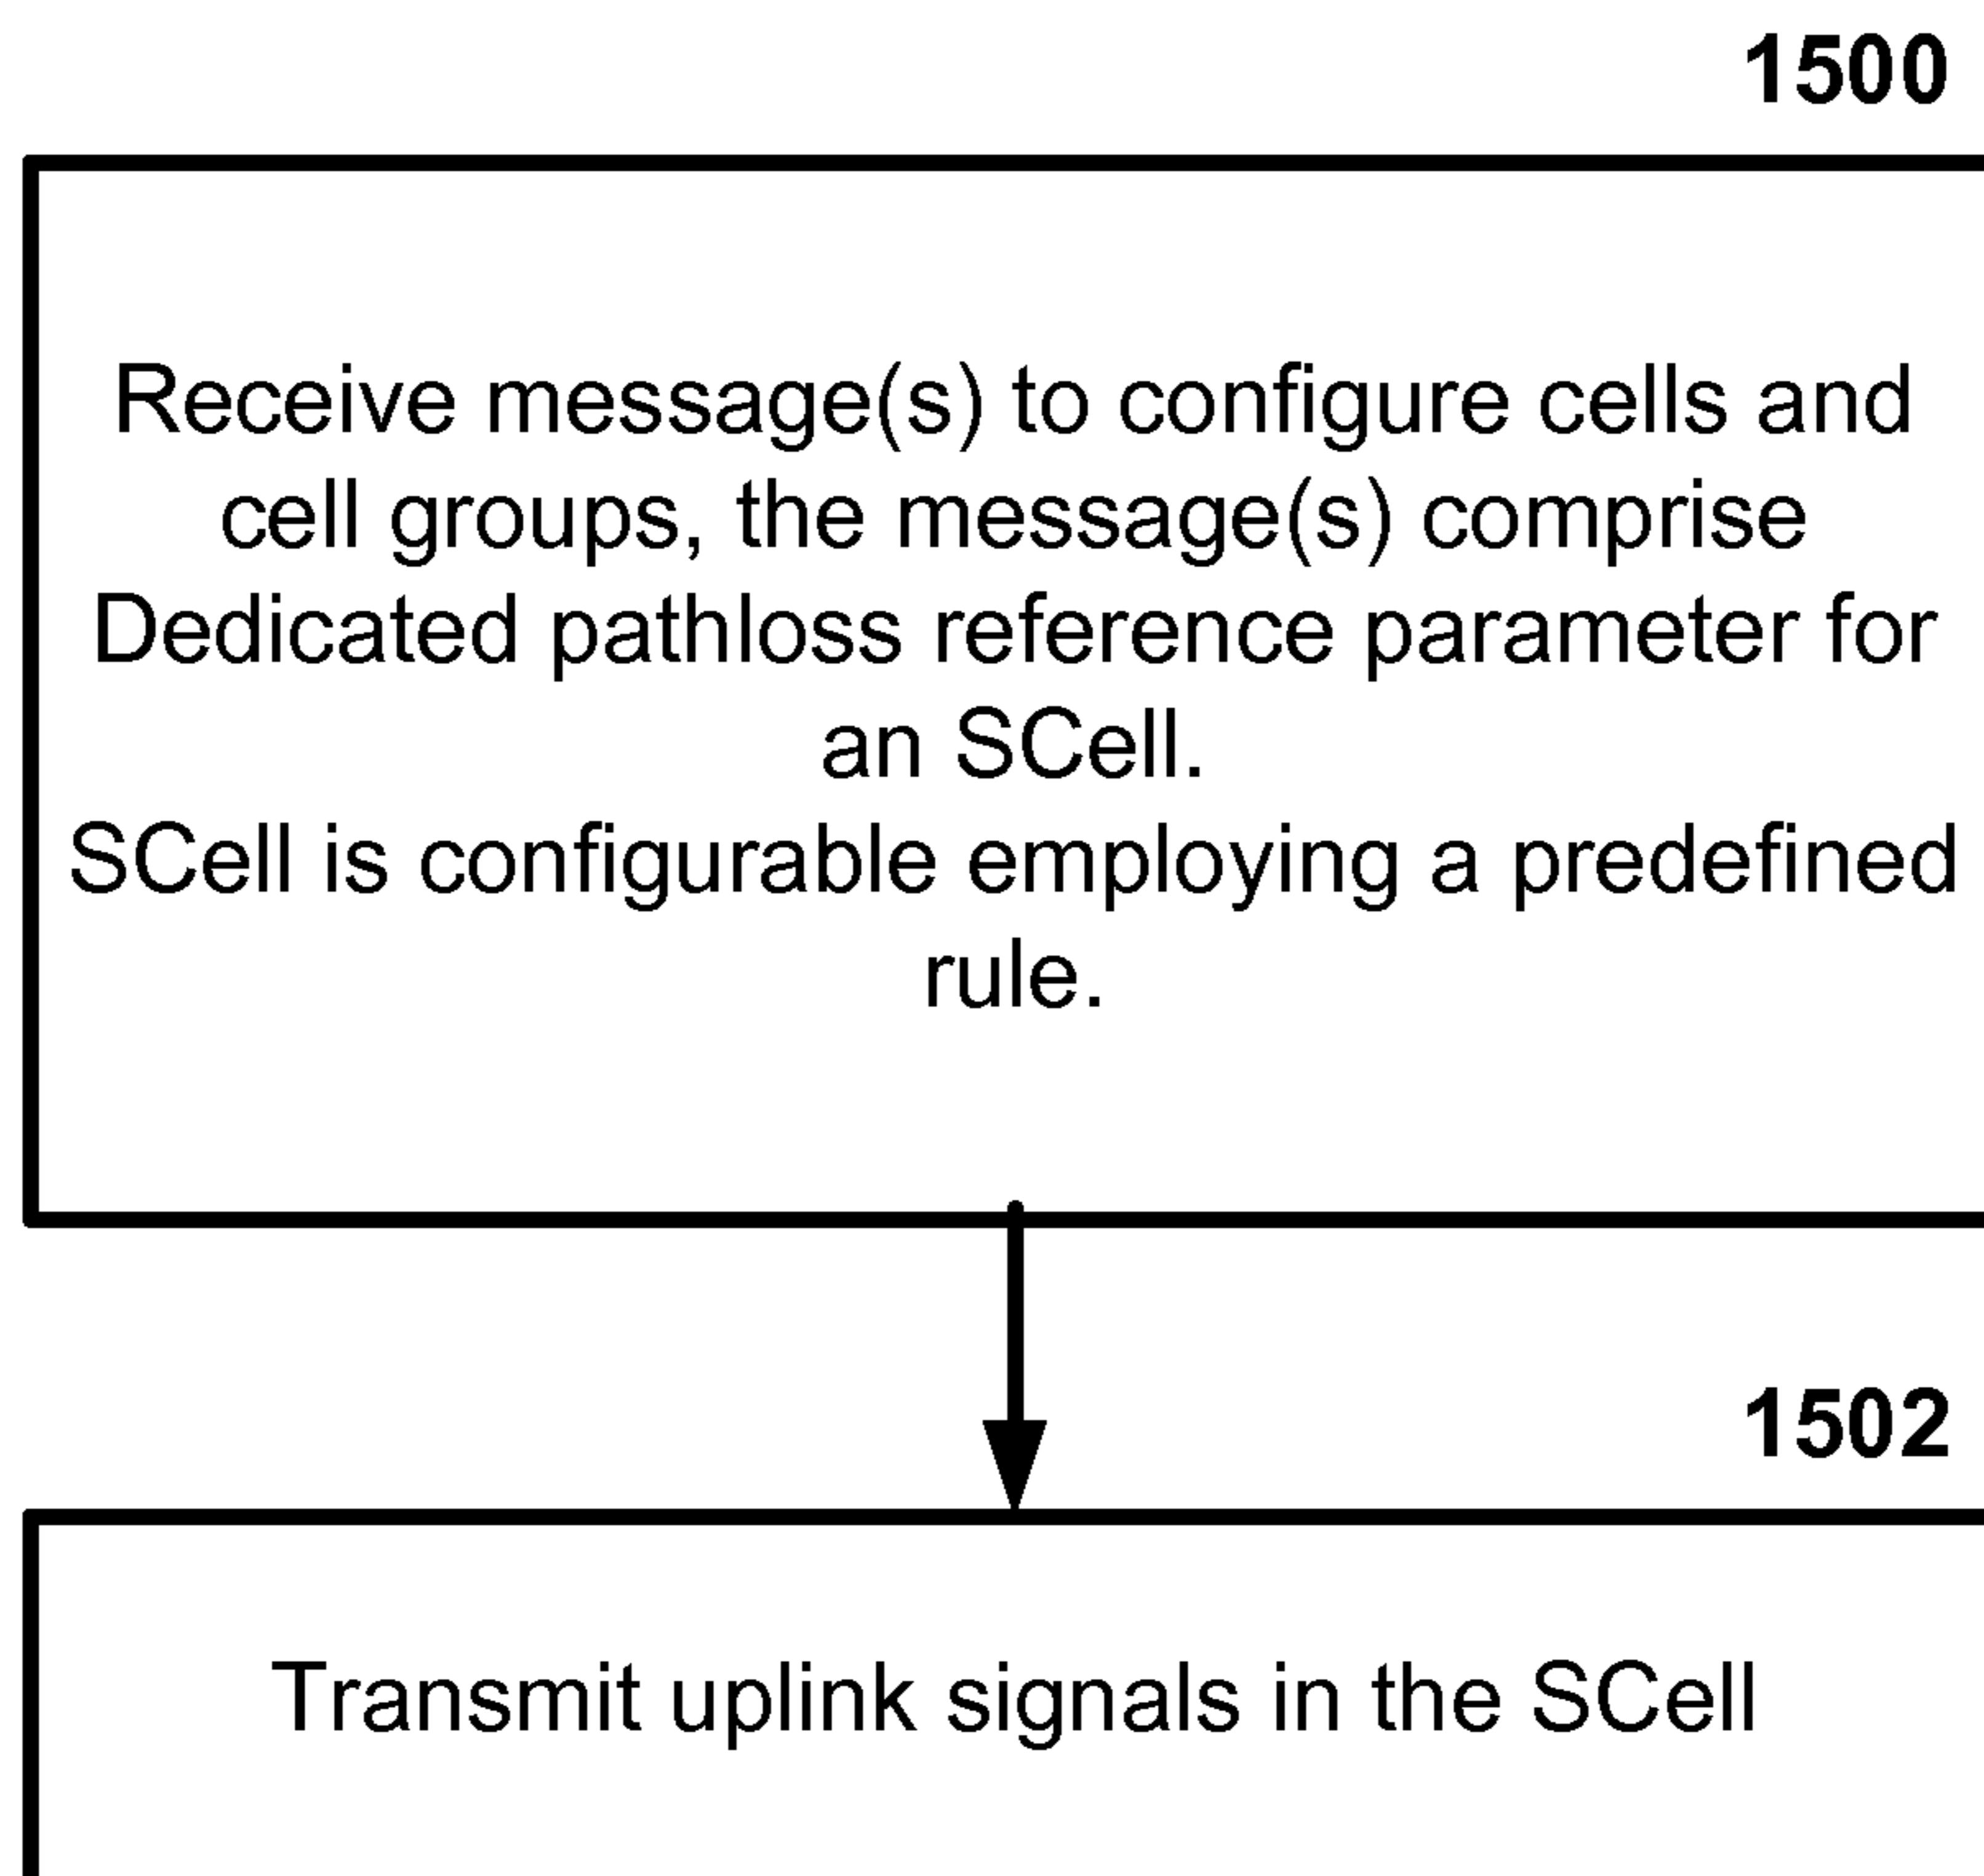 1500
Receive message(s) to configure cells and
cell groups, the message(s) comprise
Dedicated pathloss reference parameter for
an SCell.
SCell is configurable employing a predefined
rule.
1502
Transmit uplink signals in the SCell